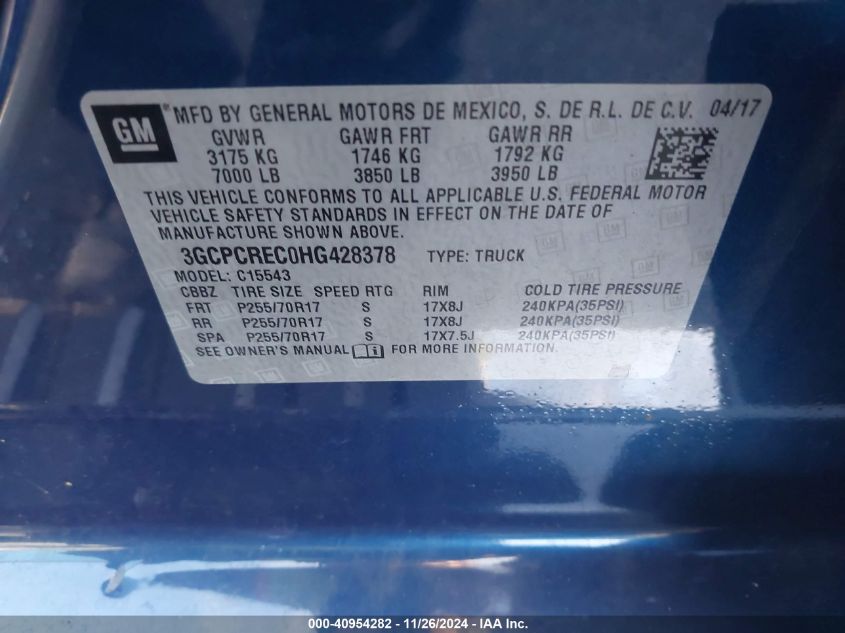 GM
MFD BY GENERAL MOTORS DE MEXICO, S. DE R.L. DE C.V. 04/17
GVWR GAWR FRT GAWR RR
3175 KG 1746 KG 1792 KG
7000 LB 3850 LB 3950 LB
THIS VEHICLE CONFORMS TO ALL APPLICABLE U.S. FEDERAL MOTOR
VEHICLE SAFETY STANDARDS IN EFFECT ON THE DATE OF
MANUFACTURE SHOWN ABOVE.
3GCPCREC0HG428378 TYPE: TRUCK
MODEL: C15543
CBBZ TIRE SIZE SPEED RTG RIM COLD TIRE PRESSURE
FRT P255/70R17 S 17X8J 240KPA(35PSI)
RR P255/70R17 S 17X8J 240KPA(35PSI)
SPA P255/70R17 S 17X7.5J 240KPA(35PSI)
SEE OWNER'S MANUAL FOR MORE INFORMATION.
000-40954282 - 11/26/2024 - IAA Inc.